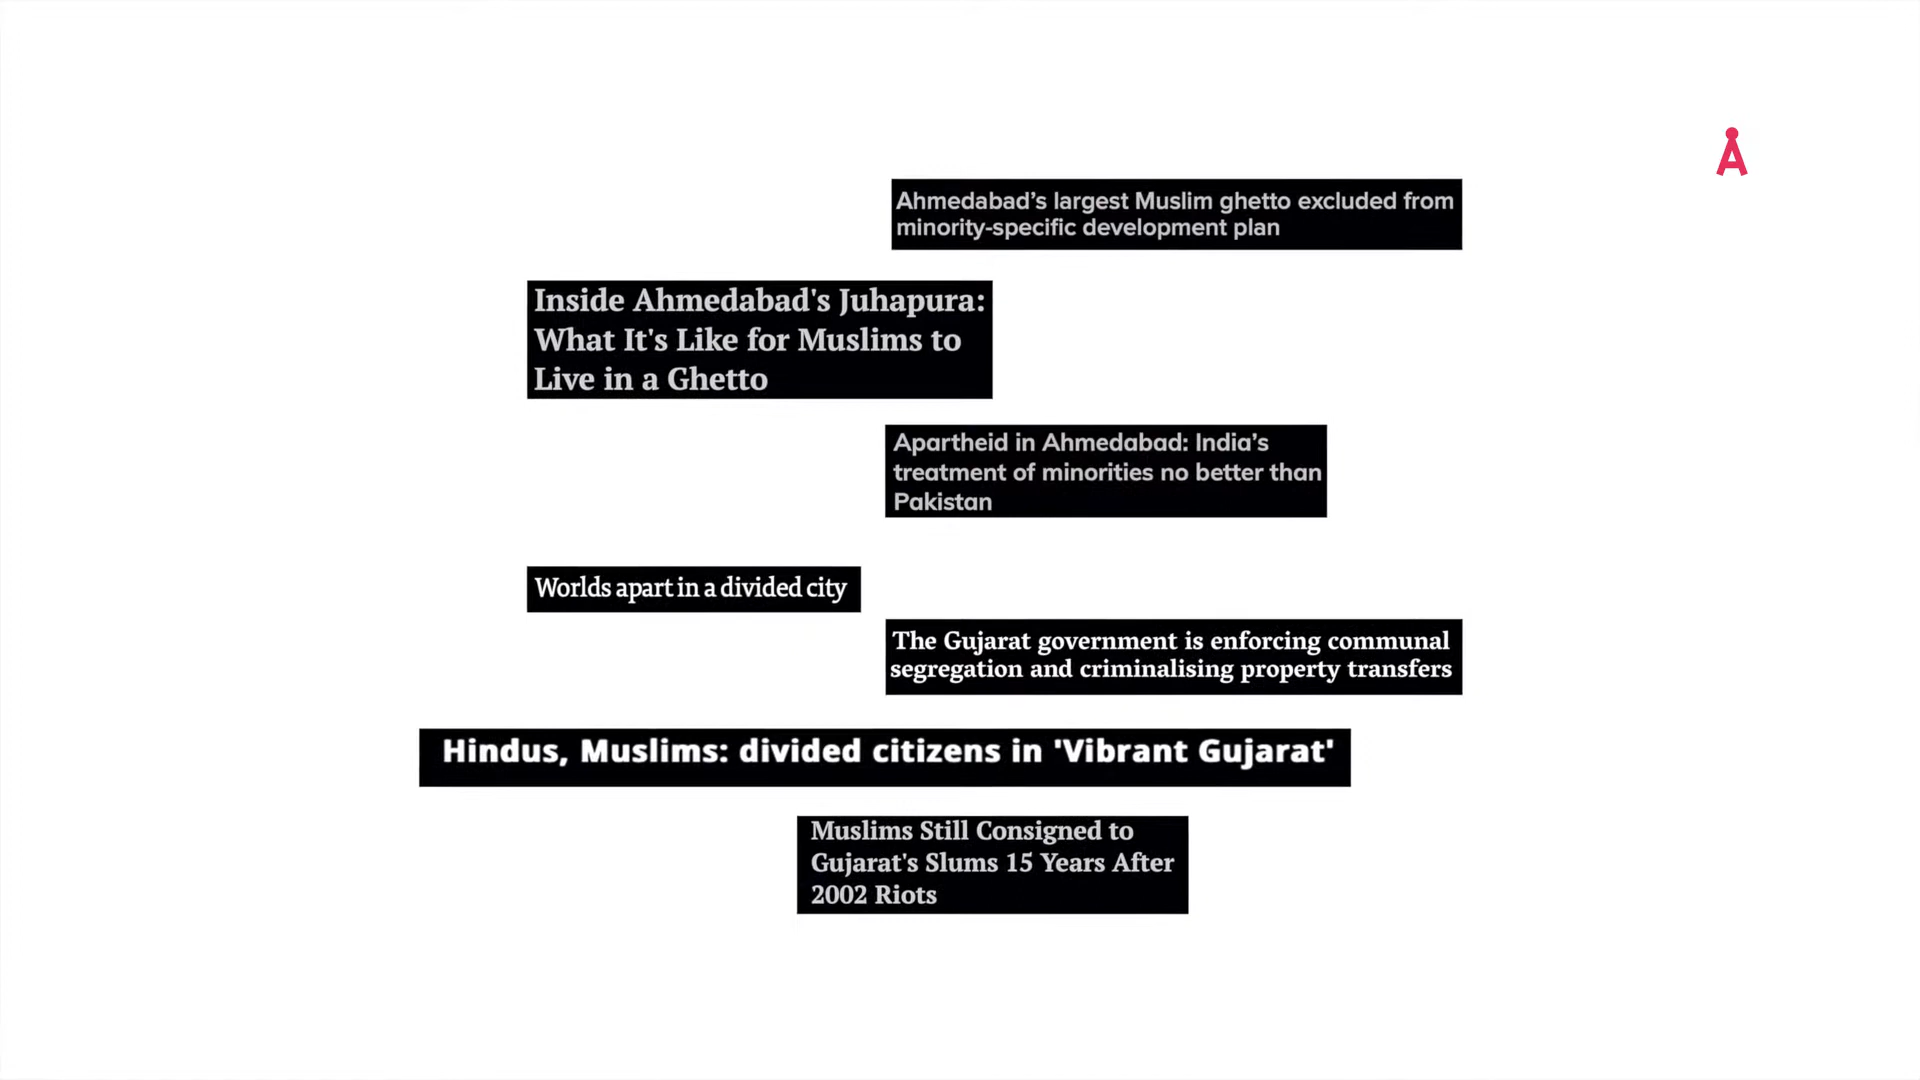 Ahmedabad’s largest Muslim ghetto excluded from
minority-specific development plan
Inside Ahmedabad's Juhapura:
What It's Like for Muslims to
Live in a Ghetto
Apartheid in Ahmedabad: India’s
treatment of minorities no better than
Pakistan
Worlds apart in a divided city
The Gujarat government is enforcing communal
segregation and criminalising property transfers
Hindus, Muslims: divided citizens in 'Vibrant Gujarat'
Muslims Still Consigned to
Gujarat's Slums 15 Years After
2002 Riots